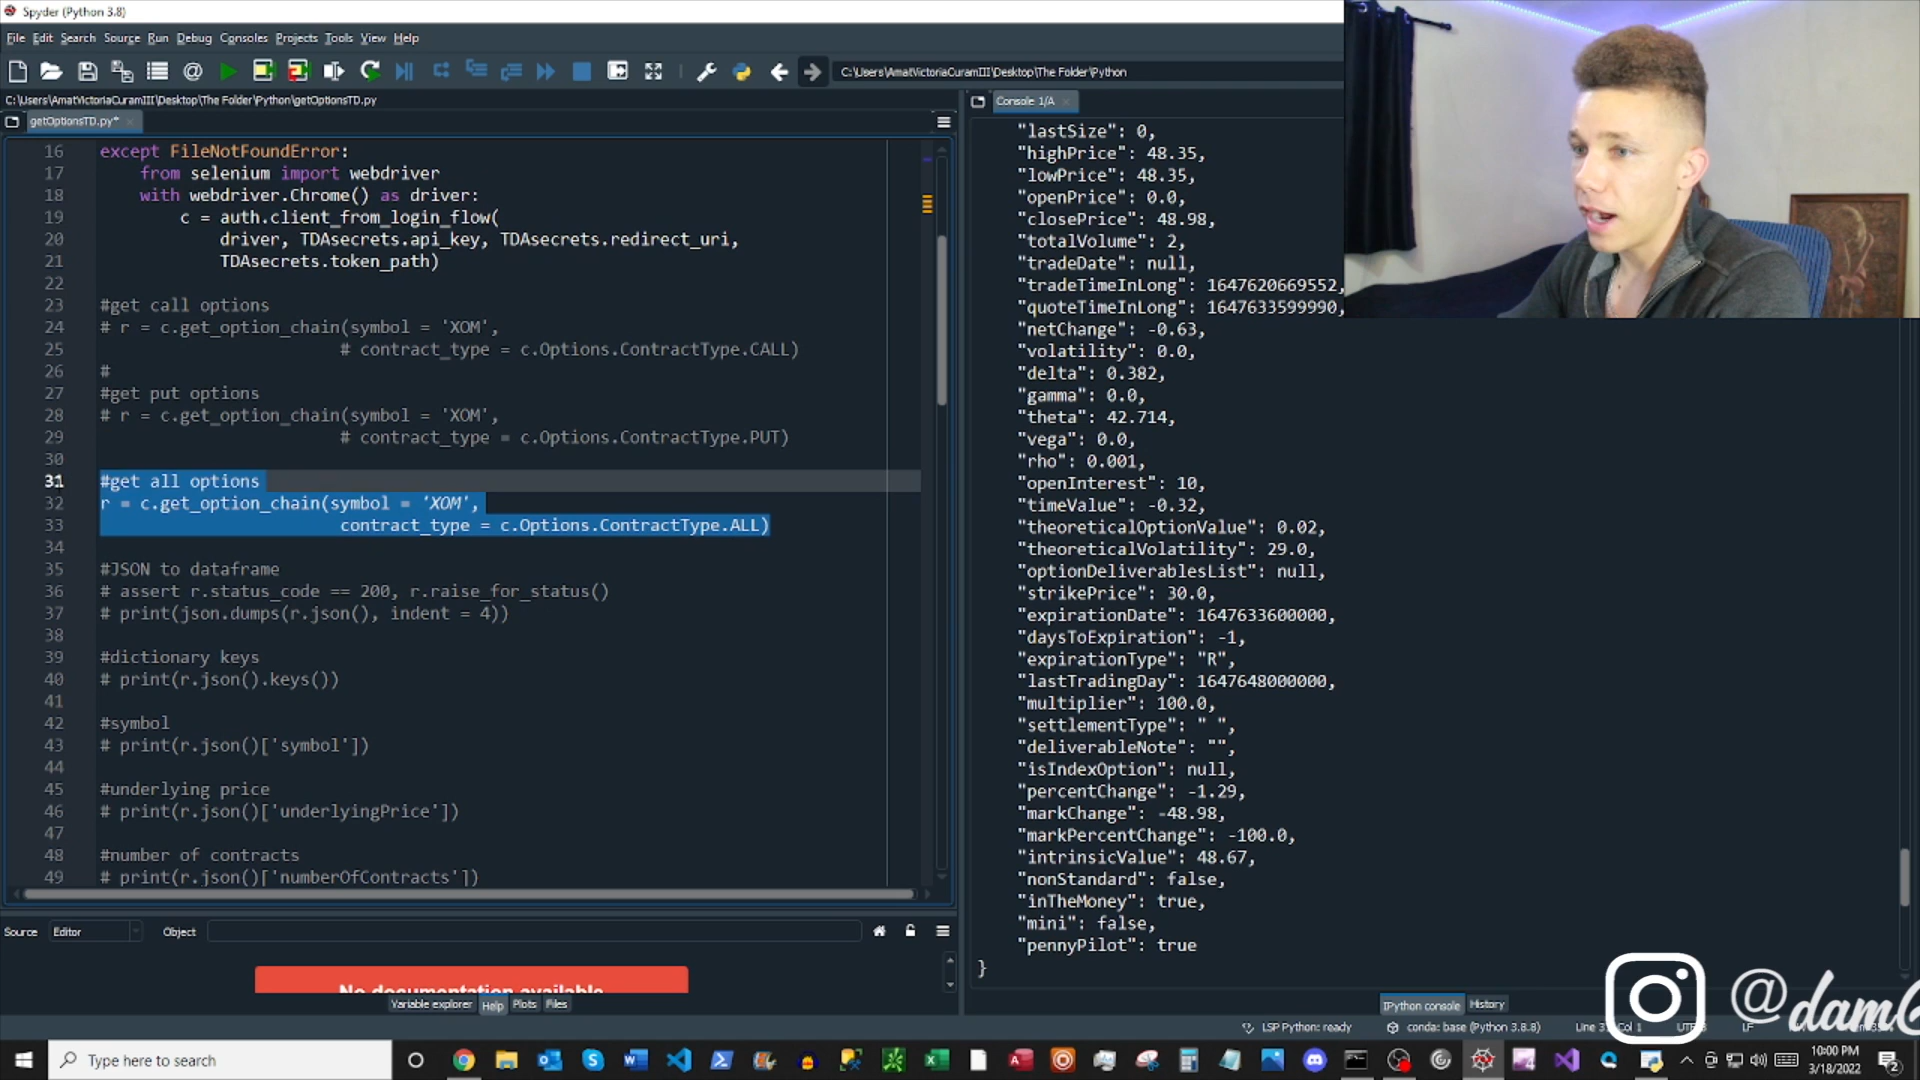 Spyder (Python 3.8)
File Edit Search Source Run Debug Consoles Projects Tools View Help
C:\Users\AmatVictoriaCuramIII\Desktop\The Folder\Python
C:\Users\AmatVictoriaCuramIII\Desktop\The Folder\Python\getOptionsTD.py
getOptionsTD.py*
16 except FileNotFoundError:
17 from selenium import webdriver
18 with webdriver.Chrome() as driver:
19 c = auth.client_from_login_flow(
20 driver, TDAsecrets.api_key, TDAsecrets.redirect_uri,
21 TDAsecrets.token_path)
22
23 #get call options
24 # r = c.get_option_chain(symbol = 'XOM',
25 # contract_type = c.Options.ContractType.CALL)
26 #
27 #get put options
28 # r = c.get_option_chain(symbol = 'XOM',
29 # contract_type = c.Options.ContractType.PUT)
30
31 #get all options
32 r = c.get_option_chain(symbol = 'XOM',
33 contract_type = c.Options.ContractType.ALL)
34
35 #JSON to dataframe
36 # assert r.status_code == 200, r.raise_for_status()
37 # print(json.dumps(r.json(), indent = 4))
38
39 #dictionary keys
40 # print(r.json().keys())
41
42 #symbol
43 # print(r.json()['symbol'])
44
45 #underlying price
46 # print(r.json()['underlyingPrice'])
47
48 #number of contracts
49 # print(r.json()['numberOfContracts'])
Source Editor Object
No documentation available
Variable explorer Help Plots Files
Console 1/A
"lastSize": 0,
"highPrice": 48.35,
"lowPrice": 48.35,
"openPrice": 0.0,
"closePrice": 48.98,
"totalVolume": 2,
"tradeDate": null,
"tradeTimeInLong": 1647620669552,
"quoteTimeInLong": 1647633599990,
"netChange": -0.63,
"volatility": 0.0,
"delta": 0.382,
"gamma": 0.0,
"theta": 42.714,
"vega": 0.0,
"rho": 0.001,
"openInterest": 10,
"timeValue": -0.32,
"theoreticalOptionValue": 0.02,
"theoreticalVolatility": 29.0,
"optionDeliverablesList": null,
"strikePrice": 30.0,
"expirationDate": 1647633600000,
"daysToExpiration": -1,
"expirationType": "R",
"lastTradingDay": 1647648000000,
"multiplier": 100.0,
"settlementType": " ",
"deliverableNote": "",
"isIndexOption": null,
"percentChange": -1.29,
"markChange": -48.98,
"markPercentChange": -100.0,
"intrinsicValue": 48.67,
"nonStandard": false,
"inTheMoney": true,
"mini": false,
"pennyPilot": true
}
IPython console History
LSP Python: ready conda: base (Python 3.8.8)
Type here to search
10:00 PM
3/18/2022